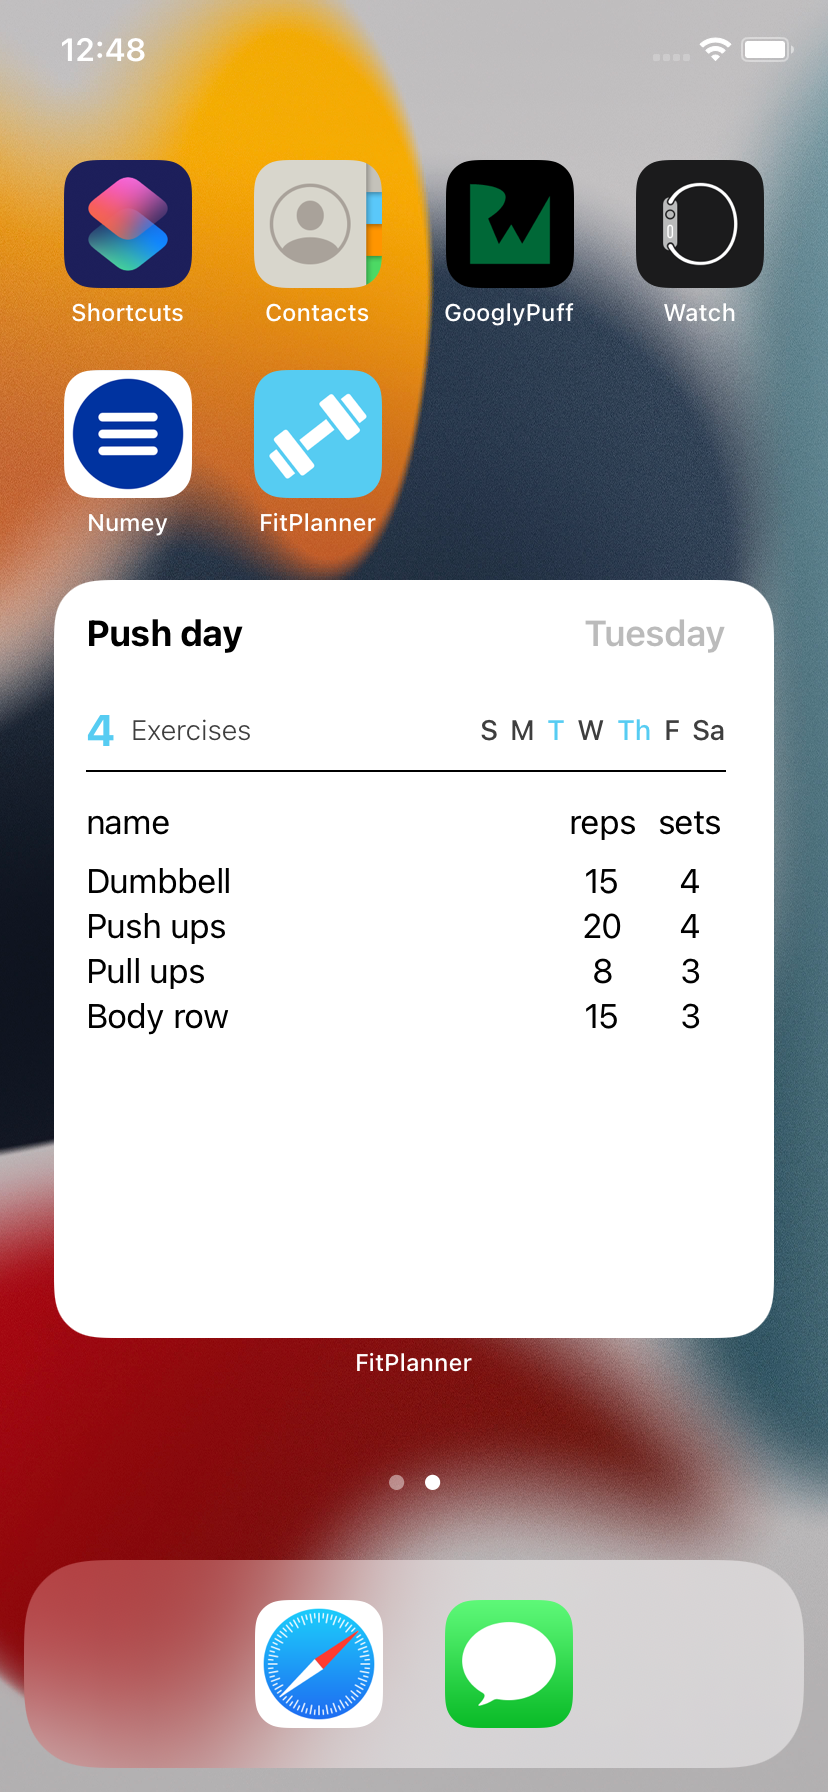 12:48
Shortcuts Contacts GooglyPuff Watch
Numey FitPlanner
Push day Tuesday
4 Exercises S M T W Th F Sa
name reps sets
Dumbbell 15 4
Push ups 20 4
Pull ups 8 3
Body row 15 3
FitPlanner